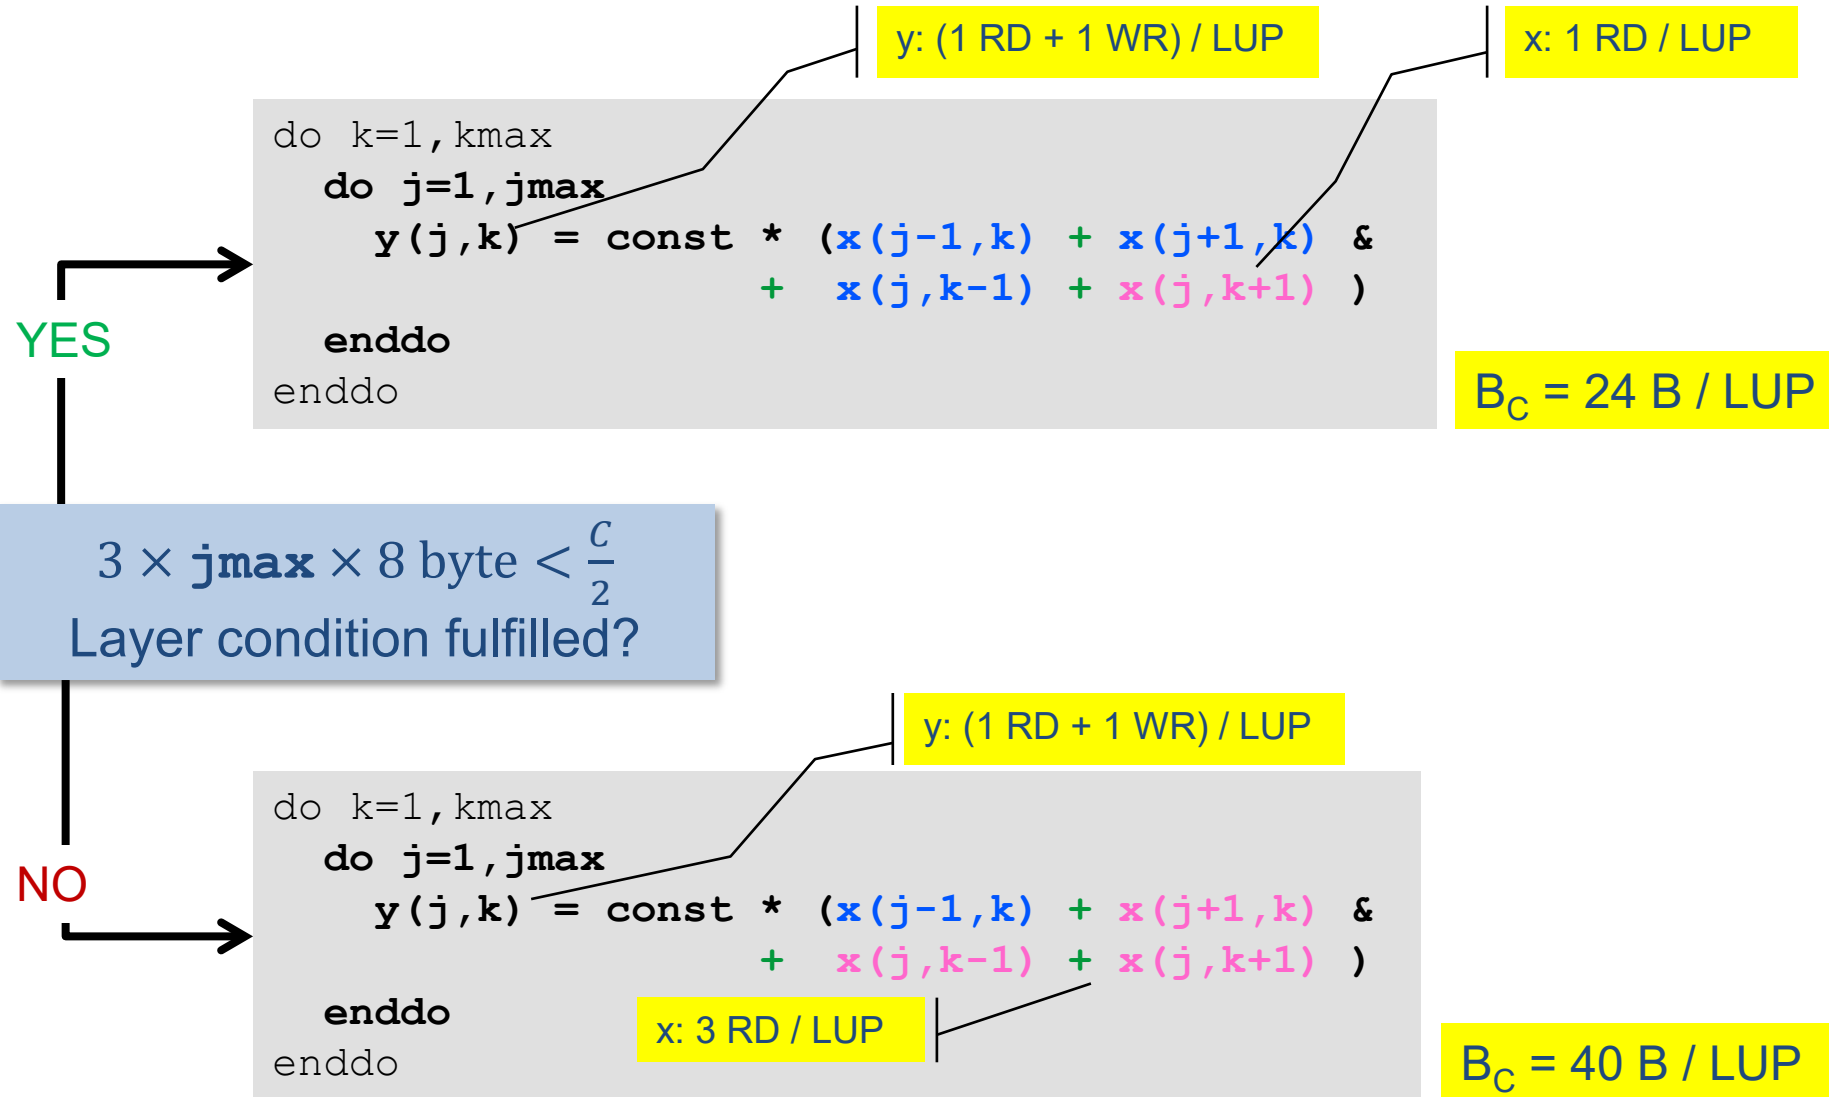 y: (1 RD + 1 WR) / LUP
x: 1 RD / LUP
do k=1,kmax
do j=1,jmax
y(j,k) = const * (x(j-1,k) + x(j+1,k) &
+ x(j,k-1) + x(j,k+1) )
enddo
enddo
YES
B_C = 24 B / LUP
3 × jmax × 8 byte < C/2
Layer condition fulfilled?
y: (1 RD + 1 WR) / LUP
do k=1,kmax
do j=1,jmax
y(j,k) = const * (x(j-1,k) + x(j+1,k) &
+ x(j,k-1) + x(j,k+1) )
enddo
enddo
NO
x: 3 RD / LUP
B_C = 40 B / LUP